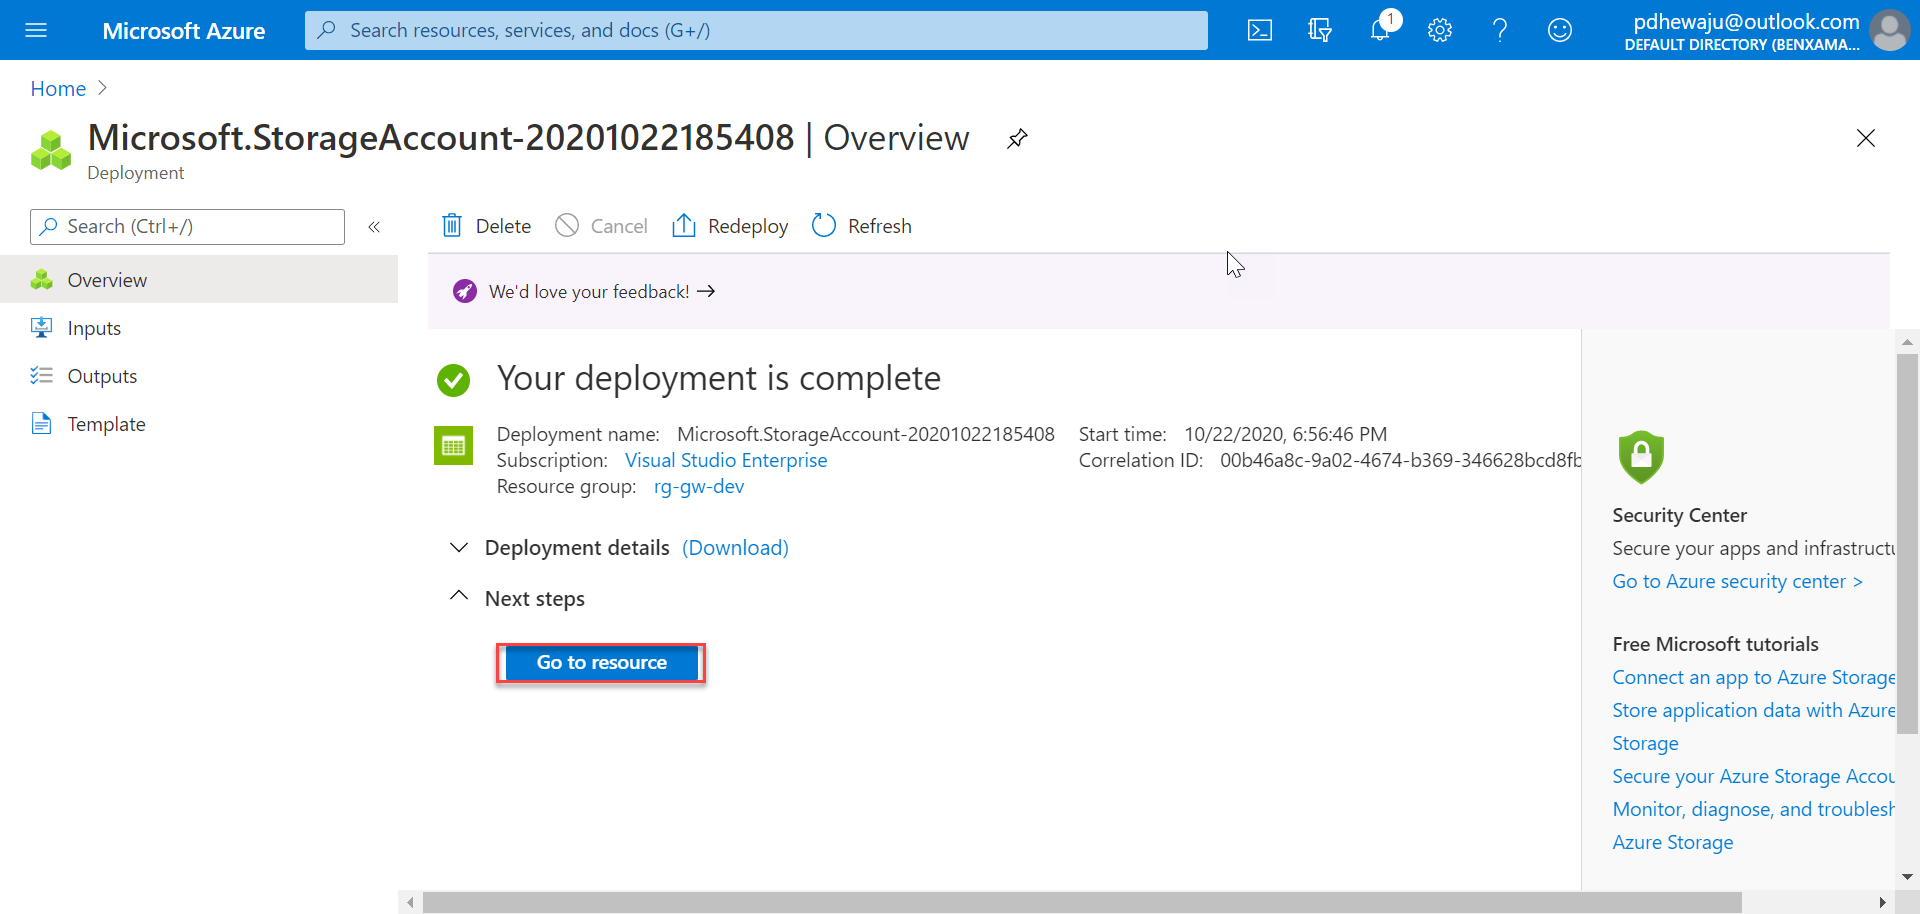 Microsoft Azure
Search resources, services, and docs (G+/)
1
pdhewaju@outlook.com
DEFAULT DIRECTORY (BENXAMA...
Home
Microsoft.StorageAccount-20201022185408 | Overview
Deployment
Search (Ctrl+/)
«
Delete
Cancel
Redeploy
Refresh
Overview
Inputs
Outputs
Template
We'd love your feedback! →
Your deployment is complete
Deployment name: Microsoft.StorageAccount-20201022185408
Subscription: Visual Studio Enterprise
Resource group: rg-gw-dev
Start time: 10/22/2020, 6:56:46 PM
Correlation ID: 00b46a8c-9a02-4674-b369-346628bcd8fb
Deployment details (Download)
Next steps
Go to resource
Security Center
Secure your apps and infrastructu
Go to Azure security center >
Free Microsoft tutorials
Connect an app to Azure Storage
Store application data with Azure
Storage
Secure your Azure Storage Accou
Monitor, diagnose, and troublesh
Azure Storage